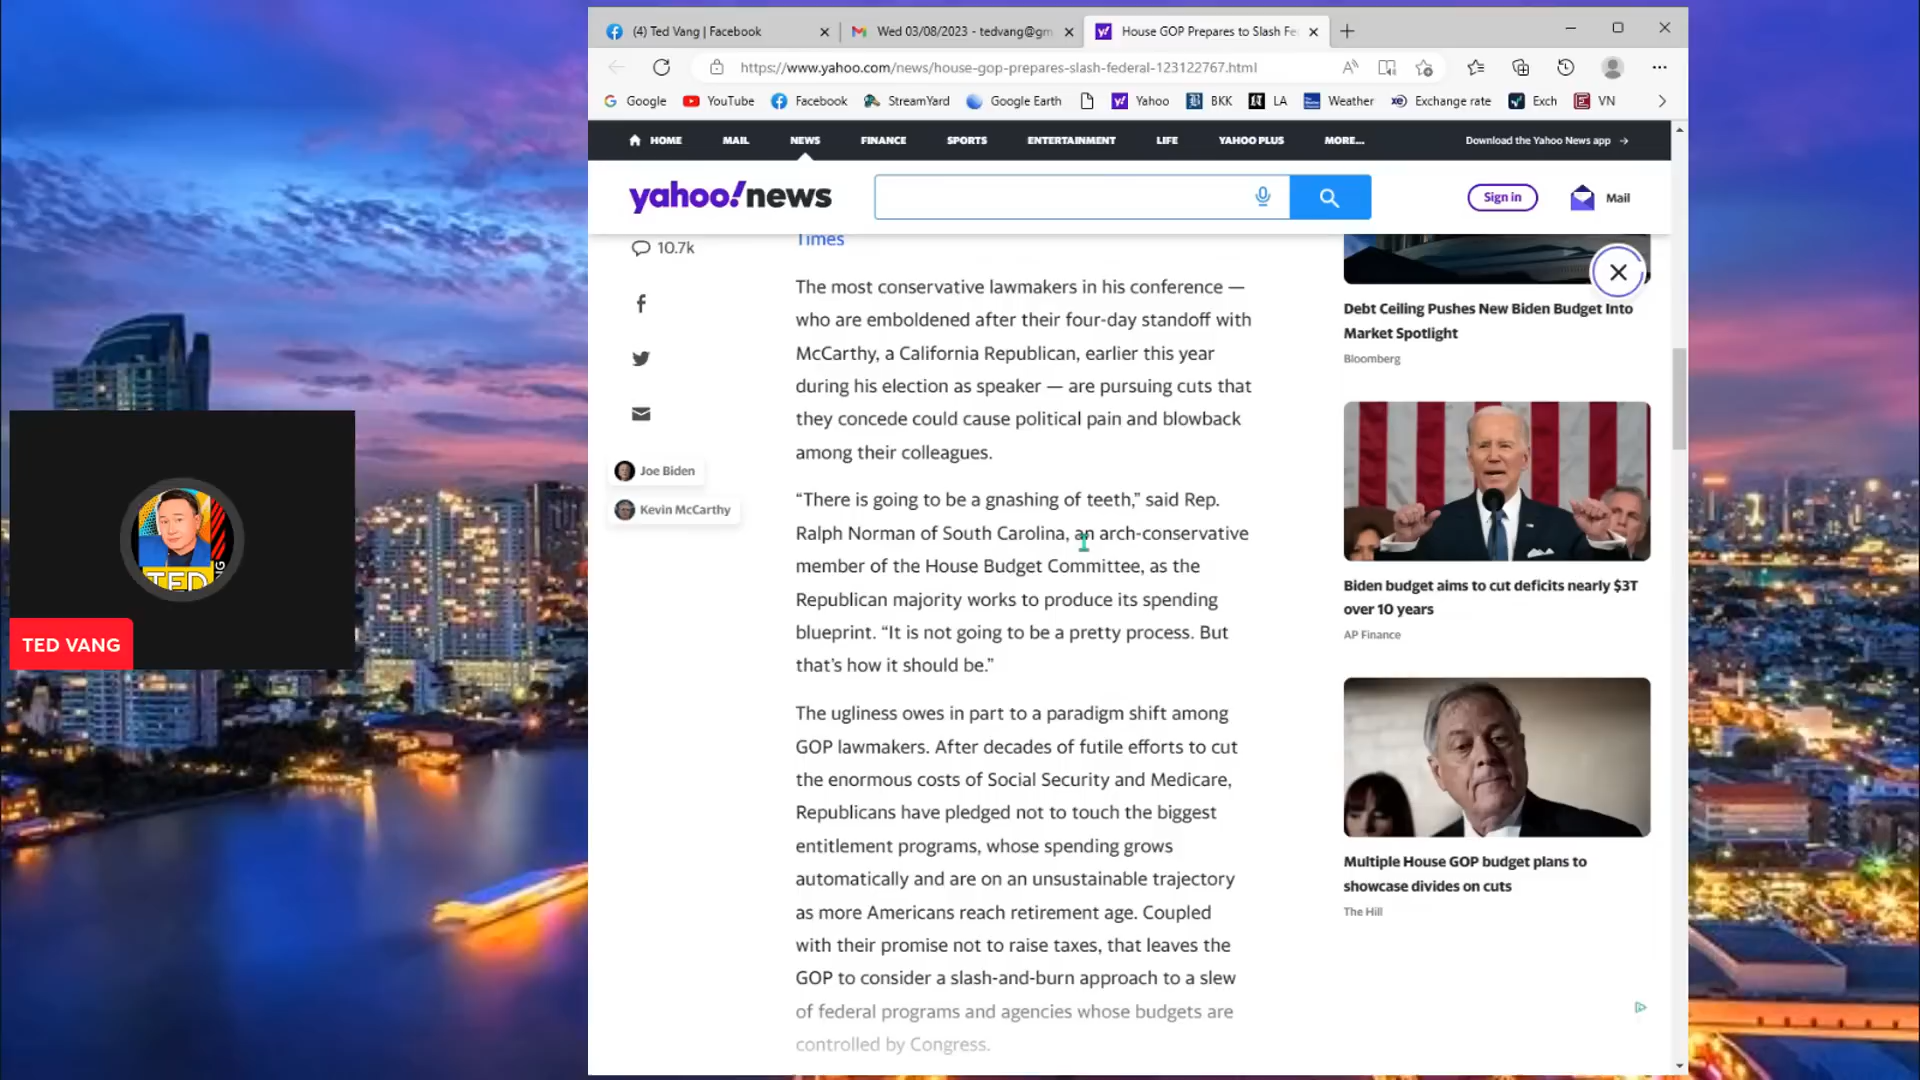 (4) Ted Vang | Facebook
Wed 03/08/2023 - tedvang@gm
House GOP Prepares to Slash Fe
https://www.yahoo.com/news/house-gop-prepares-slash-federal-123122767.html
Google
YouTube
Facebook
StreamYard
Google Earth
Yahoo
BKK
LA
Weather
Exchange rate
Exch
VN
HOME
MAIL
NEWS
FINANCE
SPORTS
ENTERTAINMENT
LIFE
YAHOO PLUS
MORE...
Download the Yahoo News app →
yahoo!news
Sign in
Mail
10.7k
Joe Biden
Kevin McCarthy
Times
The most conservative lawmakers in his conference —
who are emboldened after their four-day standoff with
McCarthy, a California Republican, earlier this year
during his election as speaker — are pursuing cuts that
they concede could cause political pain and blowback
among their colleagues.
“There is going to be a gnashing of teeth,” said Rep.
Ralph Norman of South Carolina, an arch-conservative
member of the House Budget Committee, as the
Republican majority works to produce its spending
blueprint. “It is not going to be a pretty process. But
that’s how it should be.”
The ugliness owes in part to a paradigm shift among
GOP lawmakers. After decades of futile efforts to cut
the enormous costs of Social Security and Medicare,
Republicans have pledged not to touch the biggest
entitlement programs, whose spending grows
automatically and are on an unsustainable trajectory
as more Americans reach retirement age. Coupled
with their promise not to raise taxes, that leaves the
GOP to consider a slash-and-burn approach to a slew
of federal programs and agencies whose budgets are
controlled by Congress.
Debt Ceiling Pushes New Biden Budget Into
Market Spotlight
Bloomberg
Biden budget aims to cut deficits nearly $3T
over 10 years
AP Finance
Multiple House GOP budget plans to
showcase divides on cuts
The Hill
TED
TED VANG